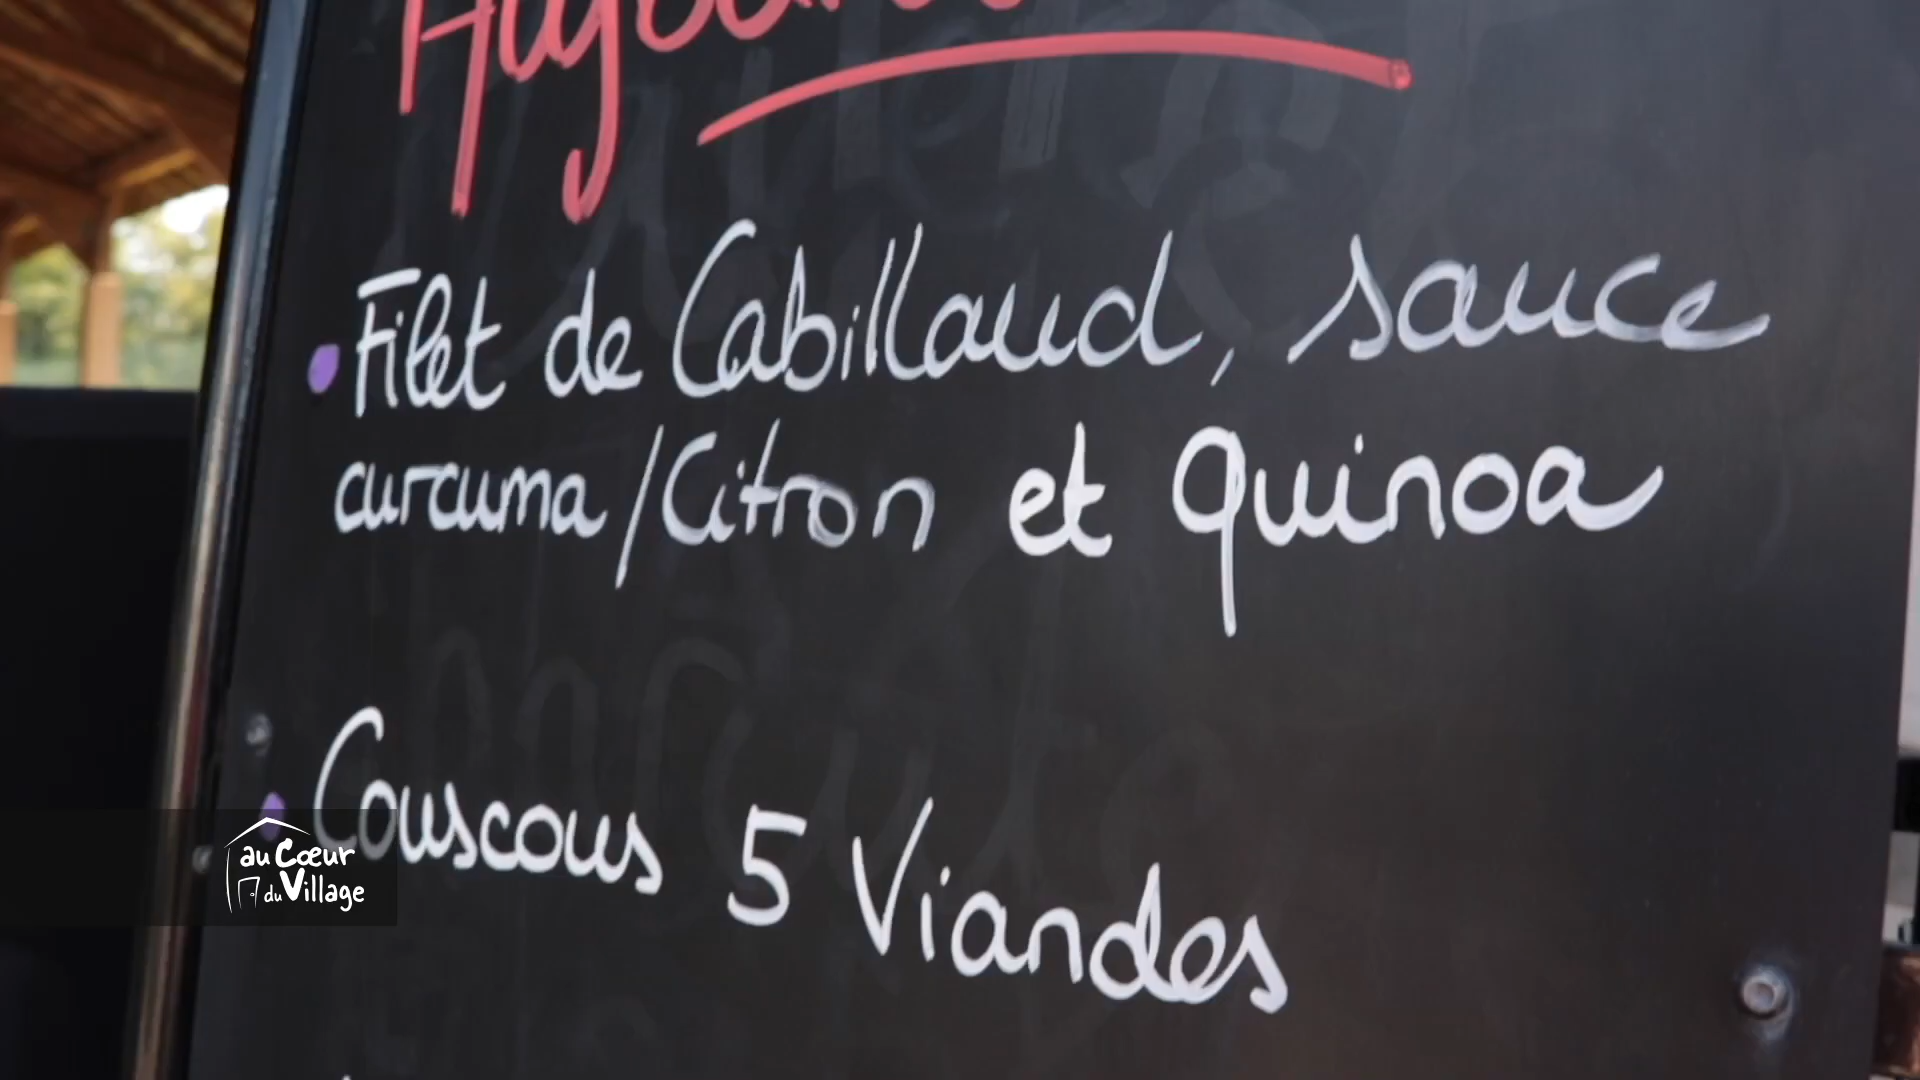 • Filet de Cabillaud, sauce
curcuma/Citron et Quinoa
• Couscous 5 Viandes
au Cœur
du Village